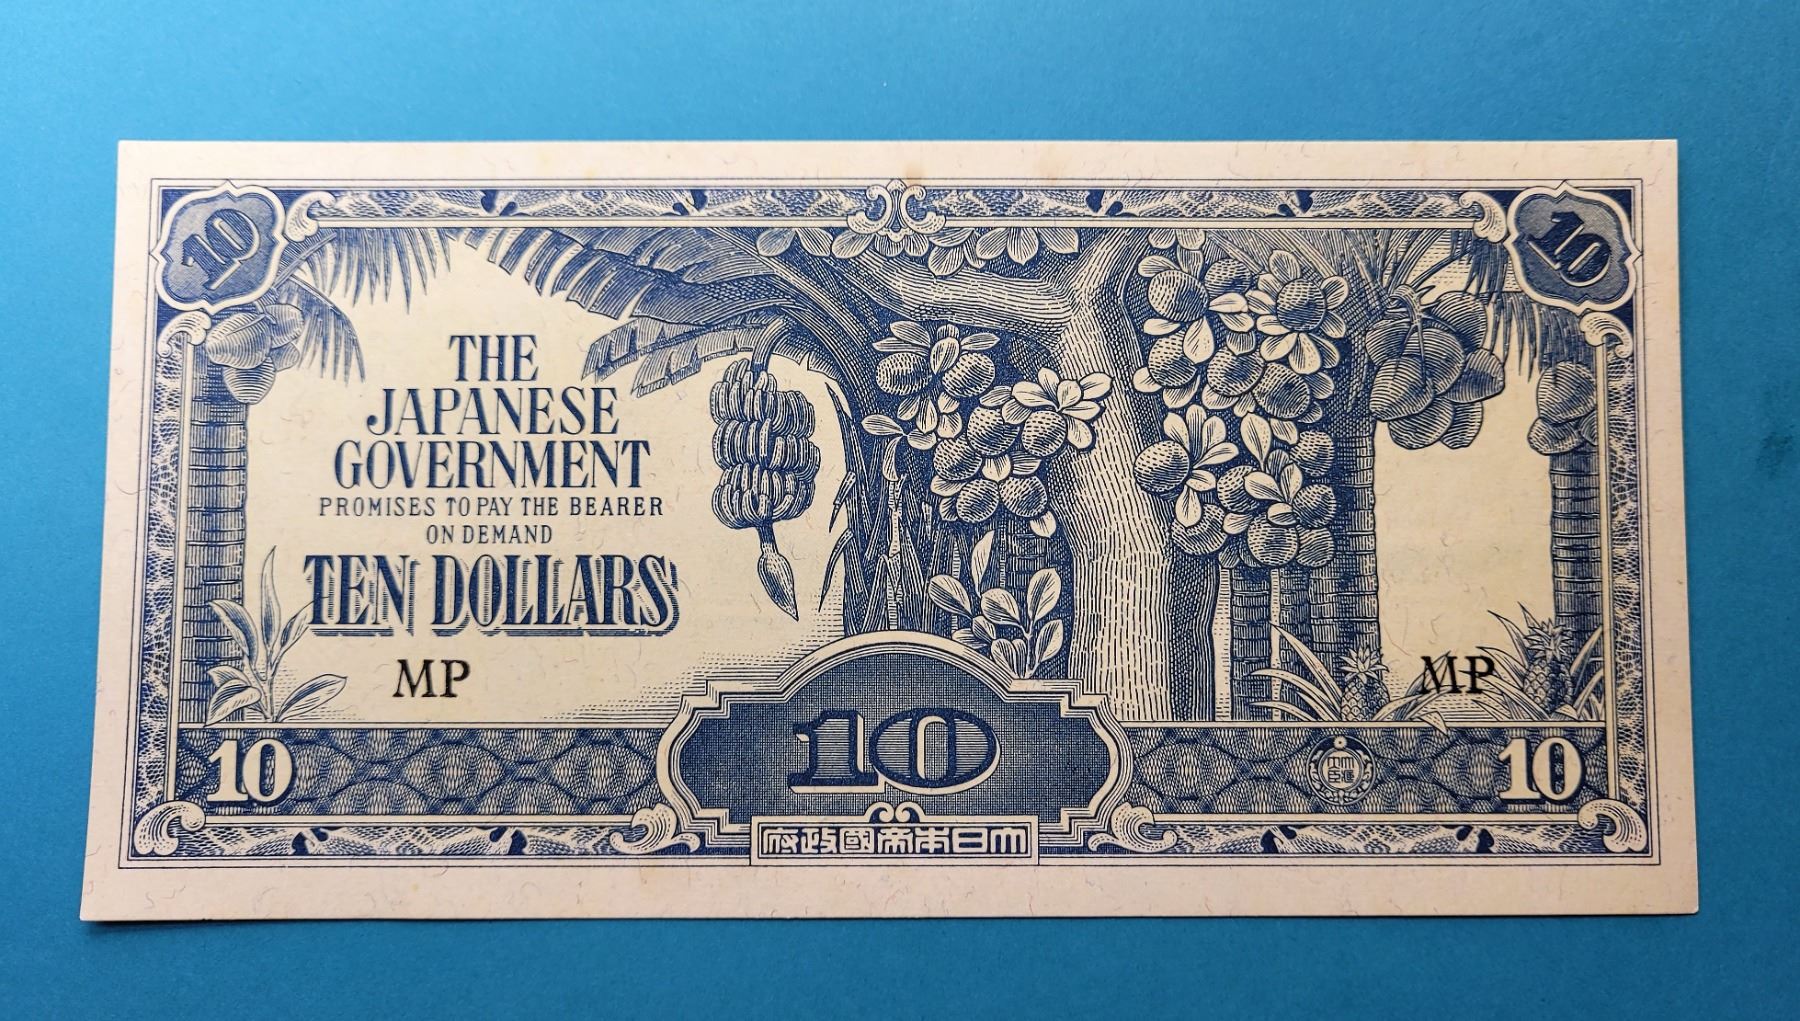 10
10
THE
JAPANESE
GOVERNMENT
PROMISES TO PAY THE BEARER
ON DEMAND
TEN DOLLARS
MP
MP
10
10
10
府政國帝本日大